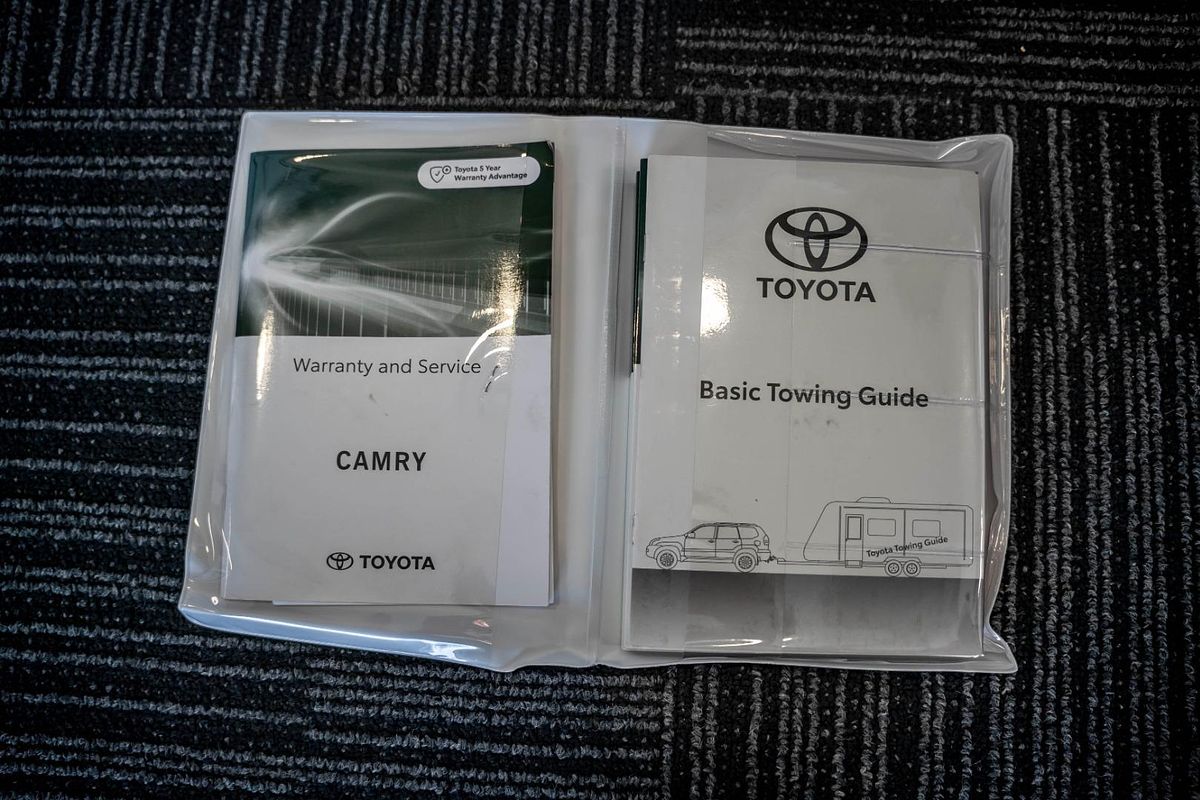 Toyota 5 Year
Warranty Advantage
Warranty and Service
CAMRY
TOYOTA
TOYOTA
Basic Towing Guide
Toyota Towing Guide